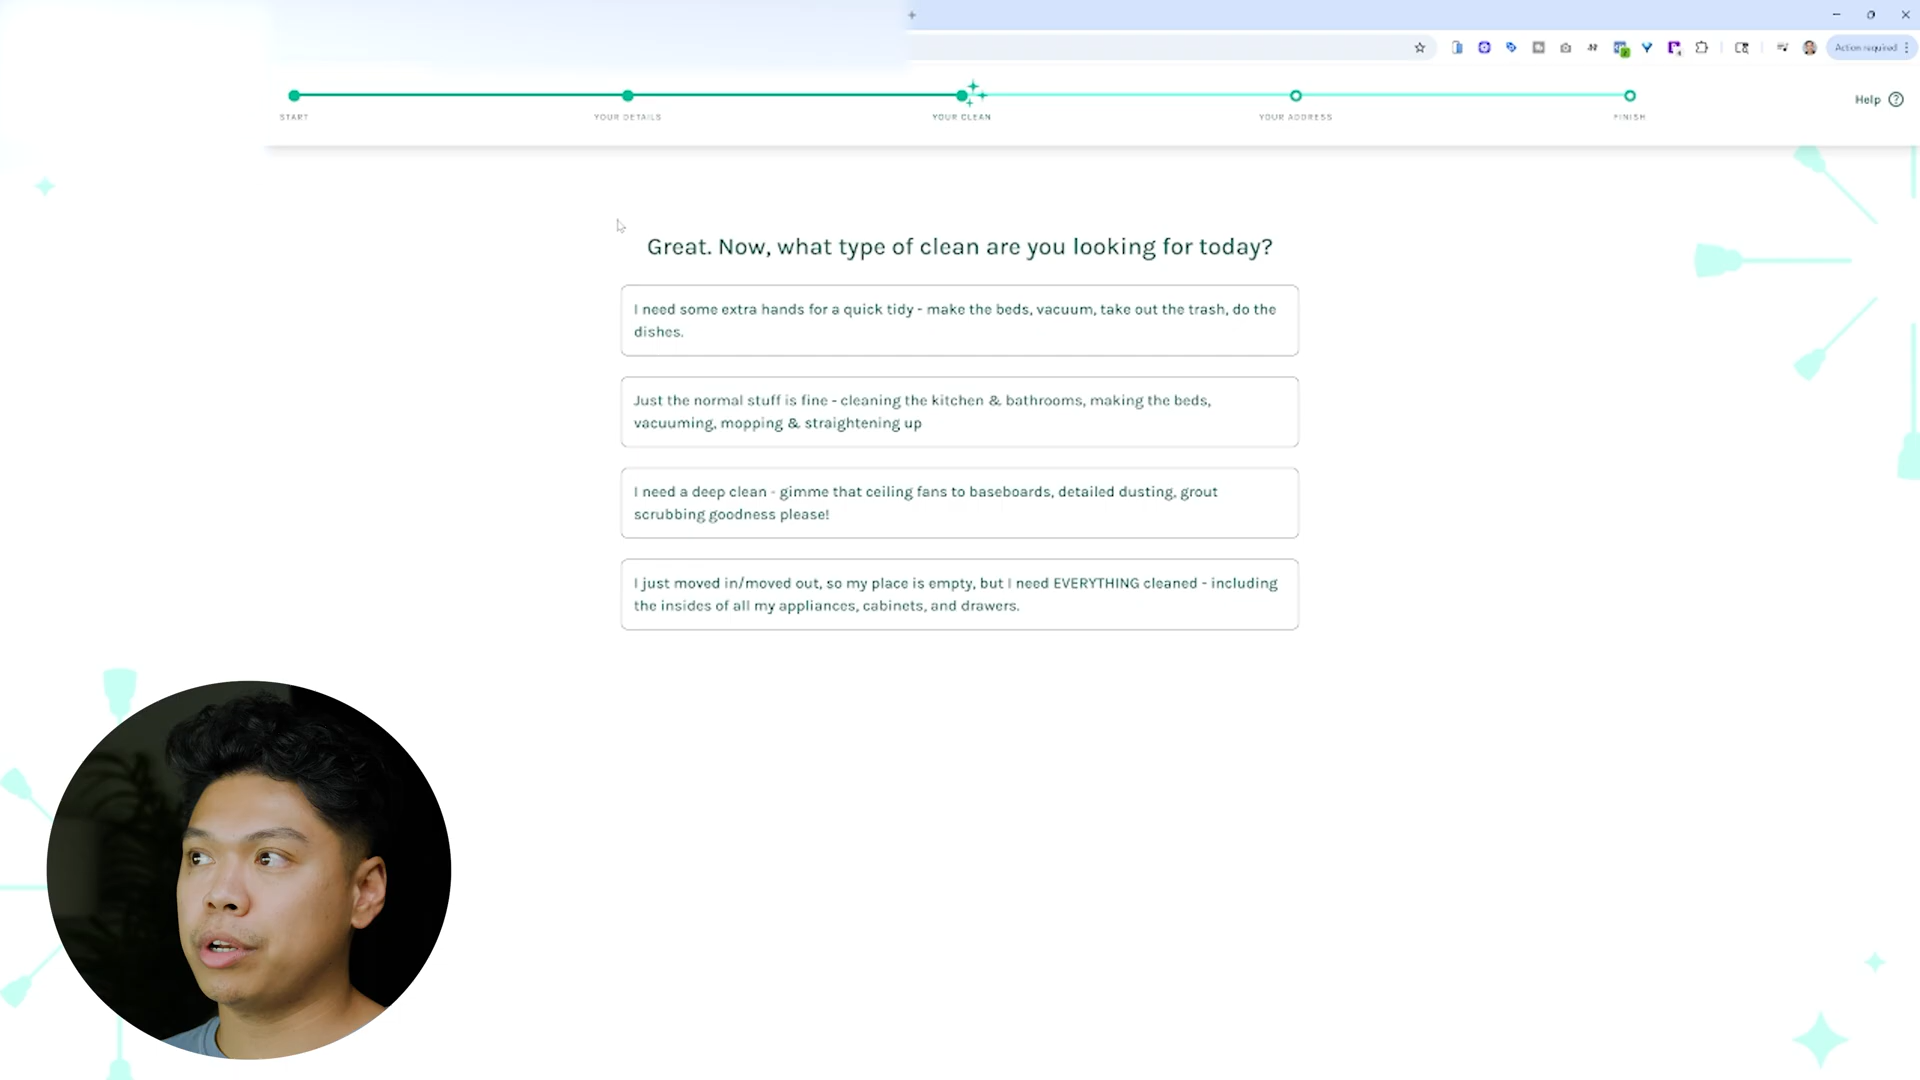 Action required
START
YOUR DETAILS
YOUR CLEAN
YOUR ADDRESS
FINISH
Help ?
Great. Now, what type of clean are you looking for today?
I need some extra hands for a quick tidy - make the beds, vacuum, take out the trash, do the
dishes.
Just the normal stuff is fine - cleaning the kitchen & bathrooms, making the beds,
vacuuming, mopping & straightening up
I need a deep clean - gimme that ceiling fans to baseboards, detailed dusting, grout
scrubbing goodness please!
I just moved in/moved out, so my place is empty, but I need EVERYTHING cleaned - including
the insides of all my appliances, cabinets, and drawers.